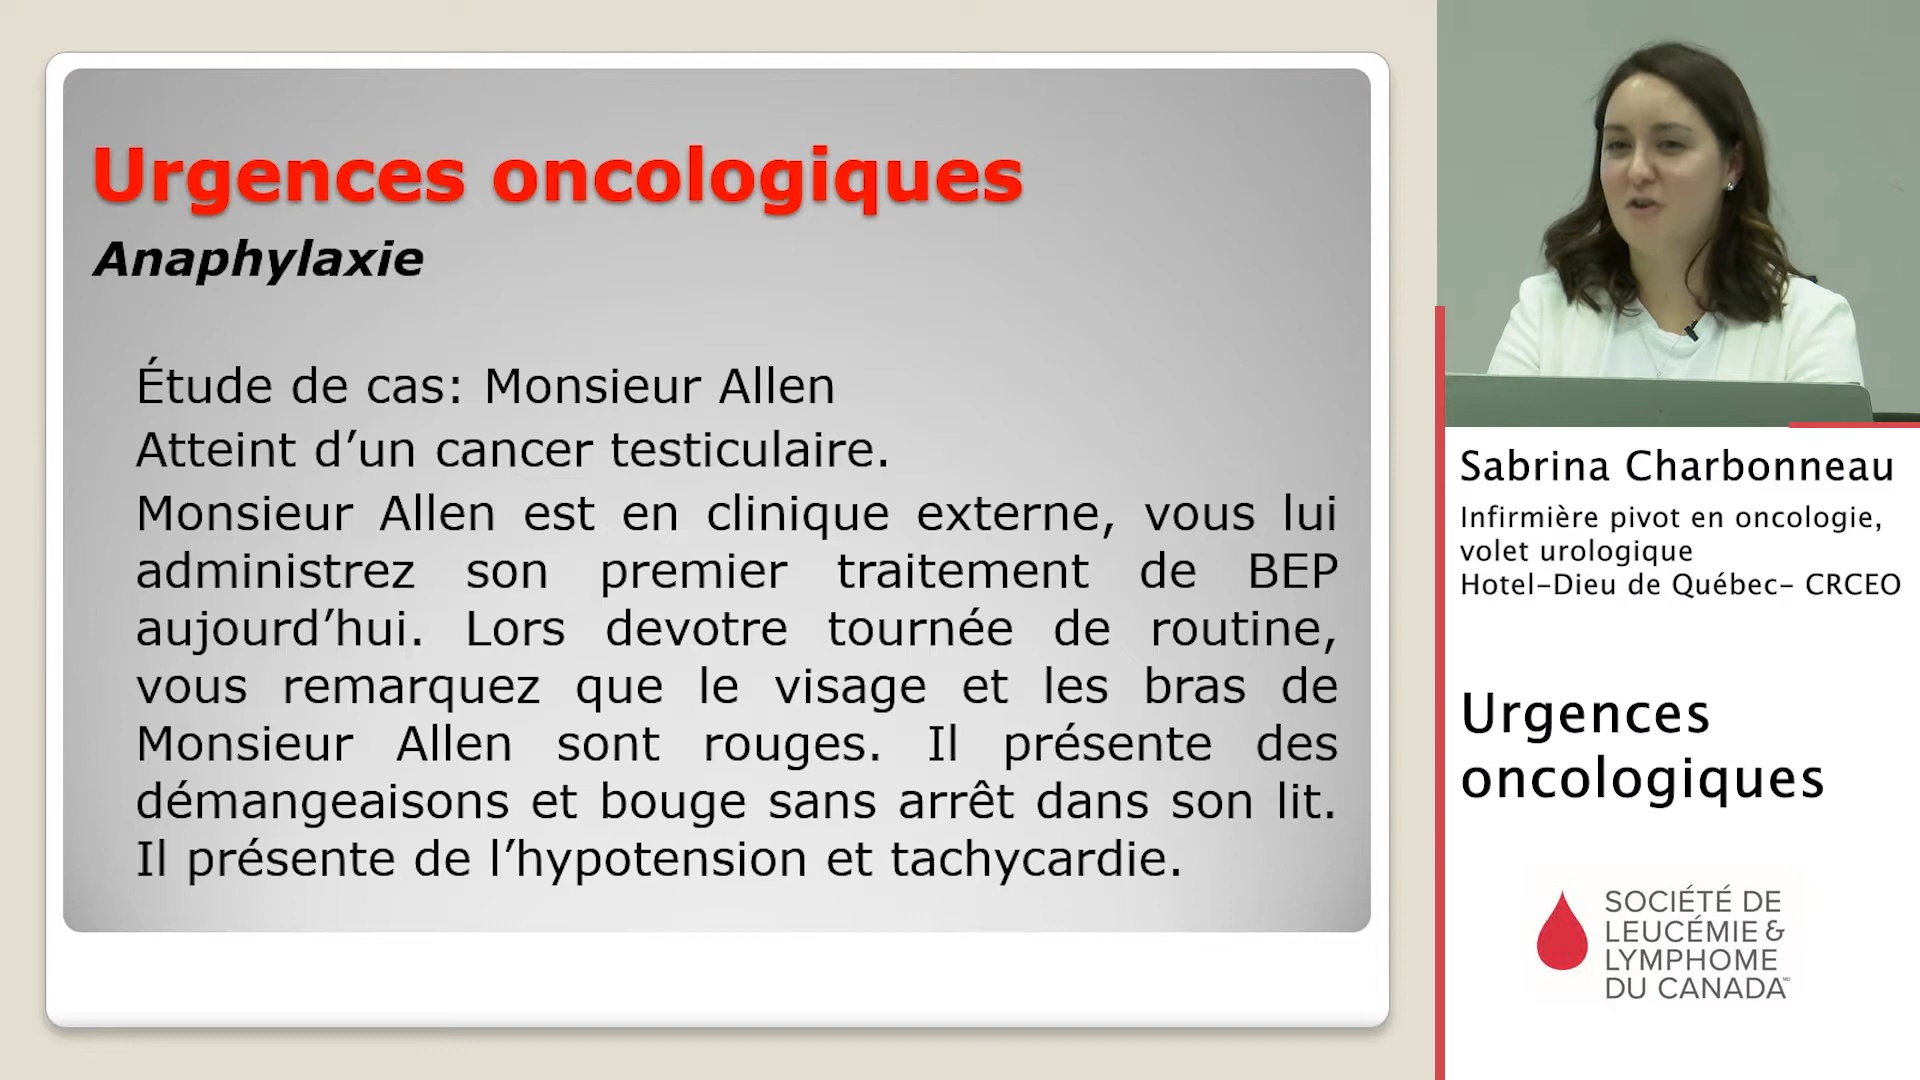 Urgences oncologiques
Anaphylaxie
Étude de cas: Monsieur Allen
Atteint d’un cancer testiculaire.
Monsieur Allen est en clinique externe, vous lui
administrez son premier traitement de BEP
aujourd’hui. Lors devotre tournée de routine,
vous remarquez que le visage et les bras de
Monsieur Allen sont rouges. Il présente des
démangeaisons et bouge sans arrêt dans son lit.
Il présente de l’hypotension et tachycardie.
Sabrina Charbonneau
Infirmière pivot en oncologie,
volet urologique
Hotel-Dieu de Québec- CRCEO
Urgences
oncologiques
SOCIÉTÉ DE
LEUCÉMIE &
LYMPHOME
DU CANADA MD